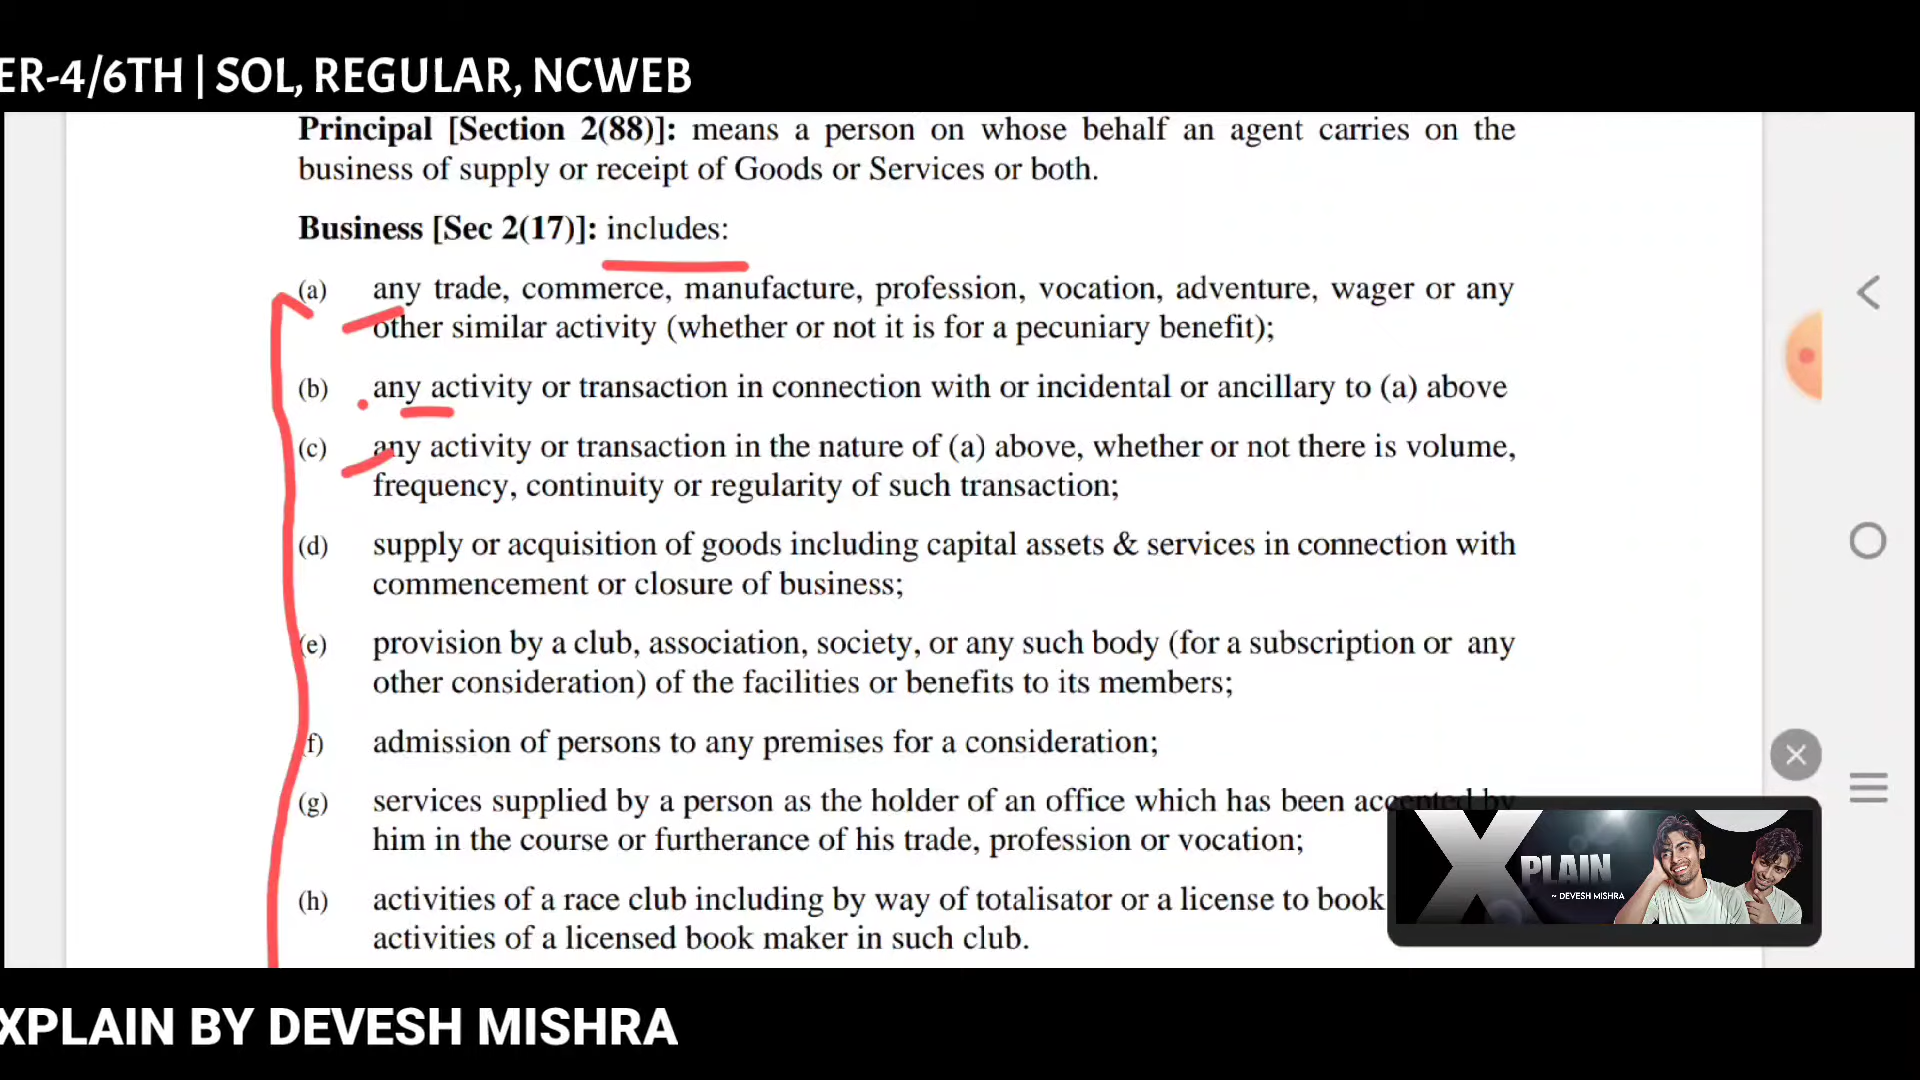 ER-4/6TH | SOL, REGULAR, NCWEB
Principal [Section 2(88)]: means a person on whose behalf an agent carries on the
business of supply or receipt of Goods or Services or both.
Business [Sec 2(17)]: includes:
(a) any trade, commerce, manufacture, profession, vocation, adventure, wager or any
other similar activity (whether or not it is for a pecuniary benefit);
(b) any activity or transaction in connection with or incidental or ancillary to (a) above
(c) any activity or transaction in the nature of (a) above, whether or not there is volume,
frequency, continuity or regularity of such transaction;
(d) supply or acquisition of goods including capital assets & services in connection with
commencement or closure of business;
(e) provision by a club, association, society, or any such body (for a subscription or any
other consideration) of the facilities or benefits to its members;
(f) admission of persons to any premises for a consideration;
(g) services supplied by a person as the holder of an office which has been accepted by
him in the course or furtherance of his trade, profession or vocation;
(h) activities of a race club including by way of totalisator or a license to book
activities of a licensed book maker in such club.
XPLAIN
~ DEVESH MISHRA
XPLAIN BY DEVESH MISHRA